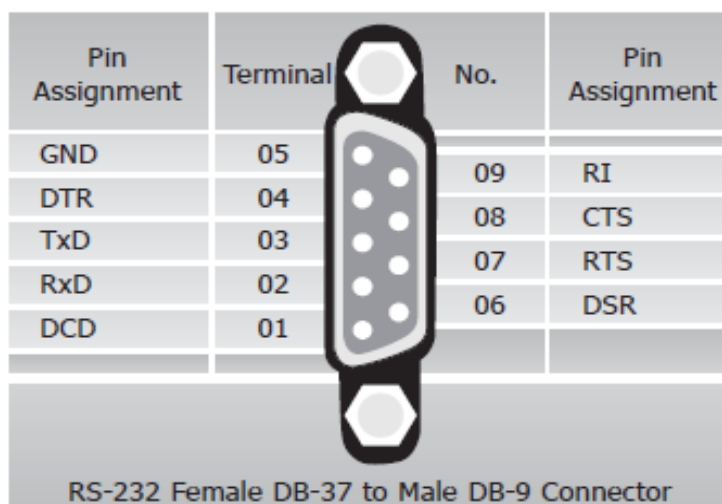 Pin Assignment Terminal No. Pin Assignment
GND 05
09 RI
DTR 04
08 CTS
TxD 03
07 RTS
RxD 02
06 DSR
DCD 01
RS-232 Female DB-37 to Male DB-9 Connector